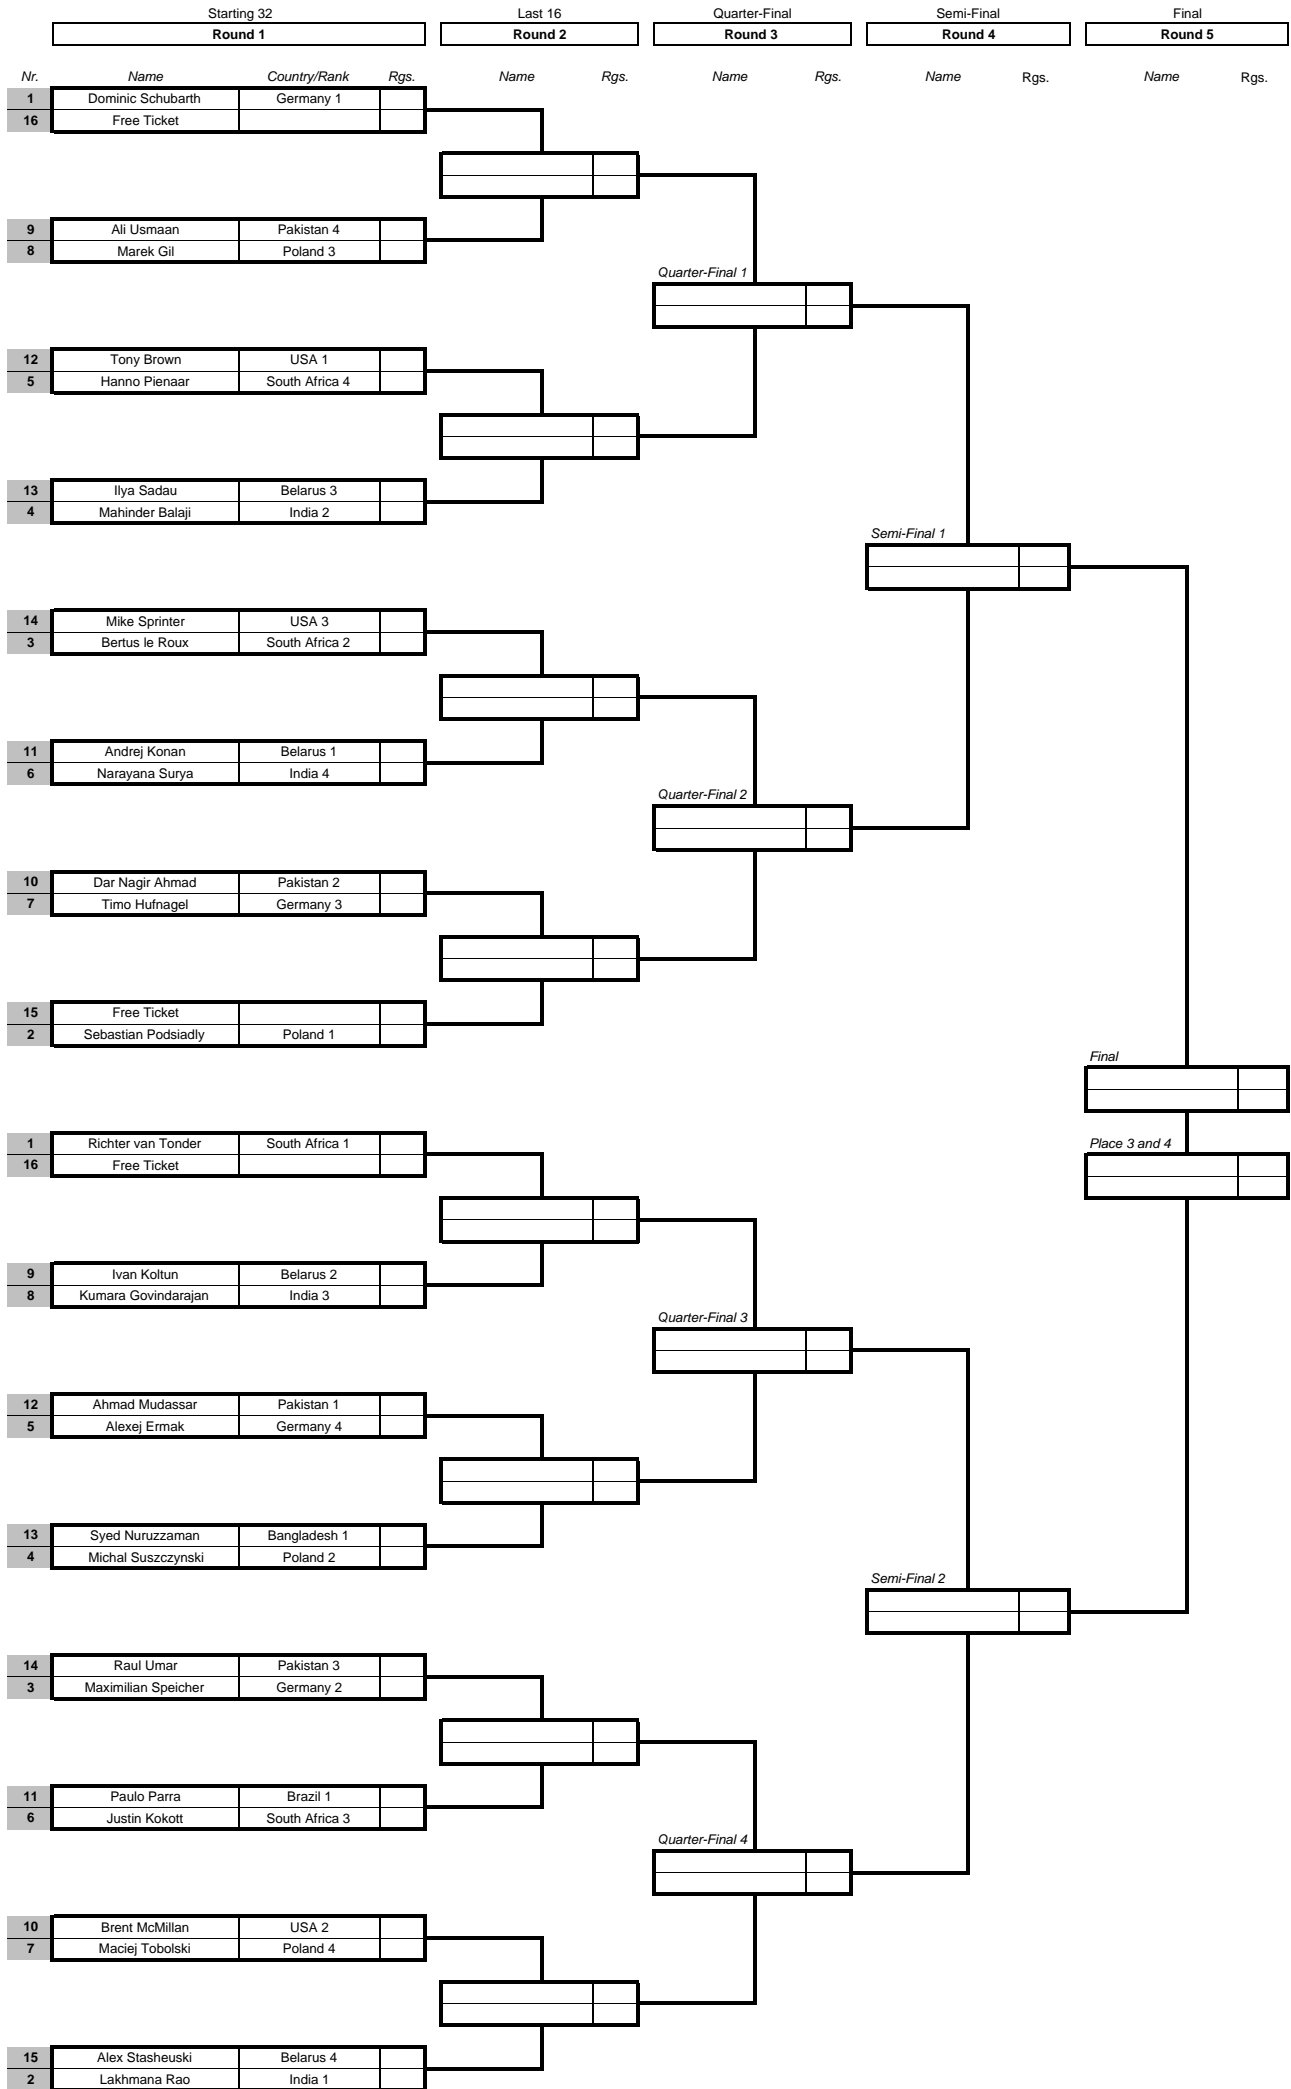 Starting 32 Last 16 Quarter-Final Semi-Final Final
Round 1 Round 2 Round 3 Round 4 Round 5
Nr. Name Country/Rank Rgs. Name Rgs. Name Rgs. Name Rgs. Name Rgs.
1 Dominic Schubarth Germany 1
16 Free Ticket
9 Ali Usmaan Pakistan 4
8 Marek Gil Poland 3
Quarter-Final 1
12 Tony Brown USA 1
5 Hanno Pienaar South Africa 4
13 Ilya Sadau Belarus 3
4 Mahinder Balaji India 2
Semi-Final 1
14 Mike Sprinter USA 3
3 Bertus le Roux South Africa 2
11 Andrej Konan Belarus 1
6 Narayana Surya India 4
Quarter-Final 2
10 Dar Nagir Ahmad Pakistan 2
7 Timo Hufnagel Germany 3
15 Free Ticket
2 Sebastian Podsiadly Poland 1
Final
1 Richter van Tonder South Africa 1 Place 3 and 4
16 Free Ticket
9 Ivan Koltun Belarus 2
8 Kumara Govindarajan India 3
Quarter-Final 3
12 Ahmad Mudassar Pakistan 1
5 Alexej Ermak Germany 4
13 Syed Nuruzzaman Bangladesh 1
4 Michal Suszczynski Poland 2
Semi-Final 2
14 Raul Umar Pakistan 3
3 Maximilian Speicher Germany 2
11 Paulo Parra Brazil 1
6 Justin Kokott South Africa 3
Quarter-Final 4
10 Brent McMillan USA 2
7 Maciej Tobolski Poland 4
15 Alex Stasheuski Belarus 4
2 Lakhmana Rao India 1